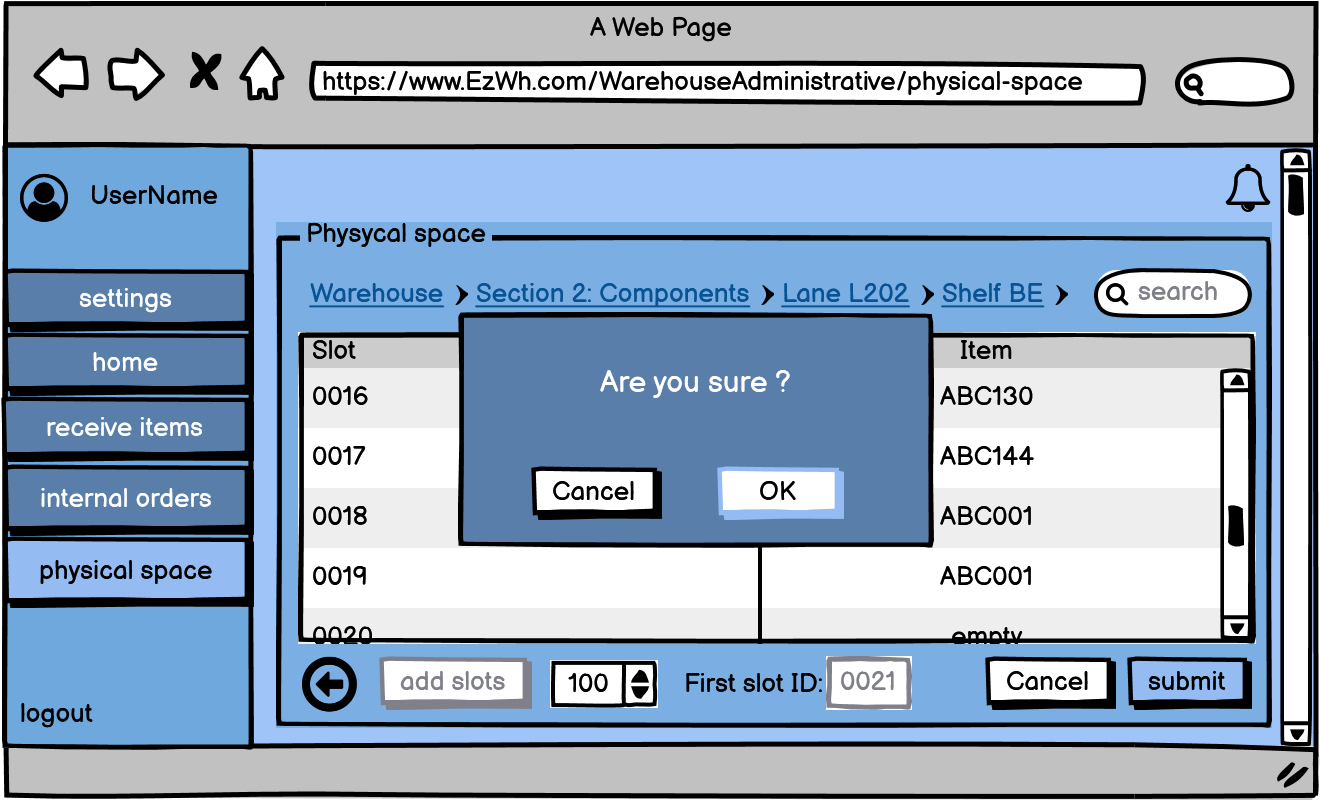 A Web Page
https://www.EzWh.com/WarehouseAdministrative/physical-space
UserName
settings
home
receive items
internal orders
physical space
logout
Physycal space
Warehouse
Section 2: Components
Lane L202
Shelf BE
search
Slot
Item
0016
ABC130
0017
ABC144
0018
ABC001
0019
ABC001
0020
empty
Are you sure ?
Cancel
OK
add slots
100
First slot ID:
0021
Cancel
submit